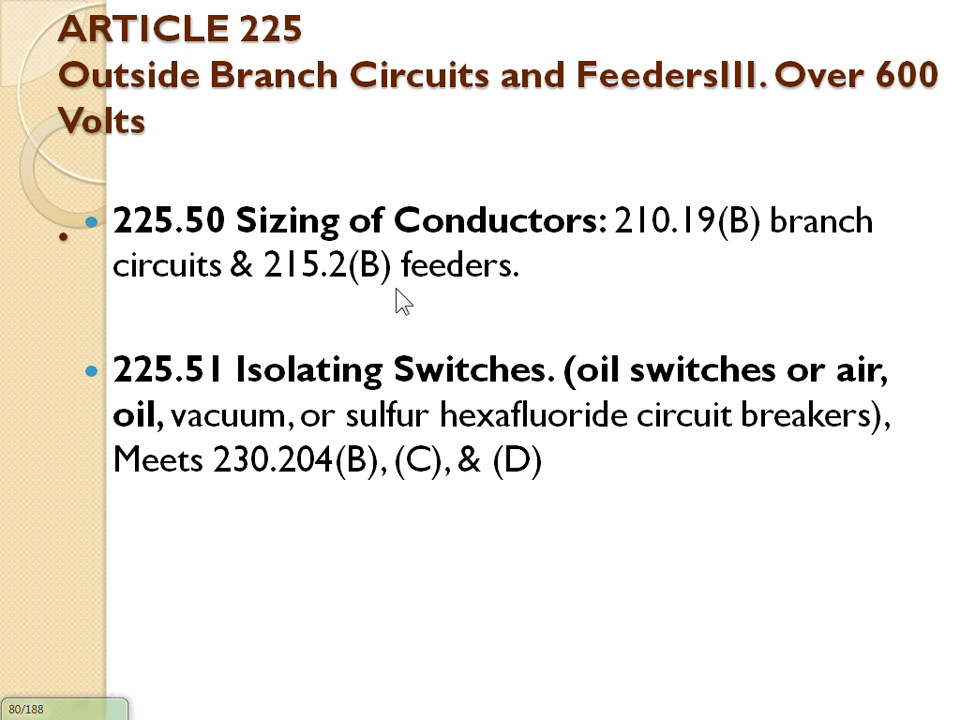 ARTICLE 225
Outside Branch Circuits and FeedersIII. Over 600
Volts
• 225.50 Sizing of Conductors: 210.19(B) branch
circuits & 215.2(B) feeders.
• 225.51 Isolating Switches. (oil switches or air,
oil, vacuum, or sulfur hexafluoride circuit breakers),
Meets 230.204(B), (C), & (D)
80/188